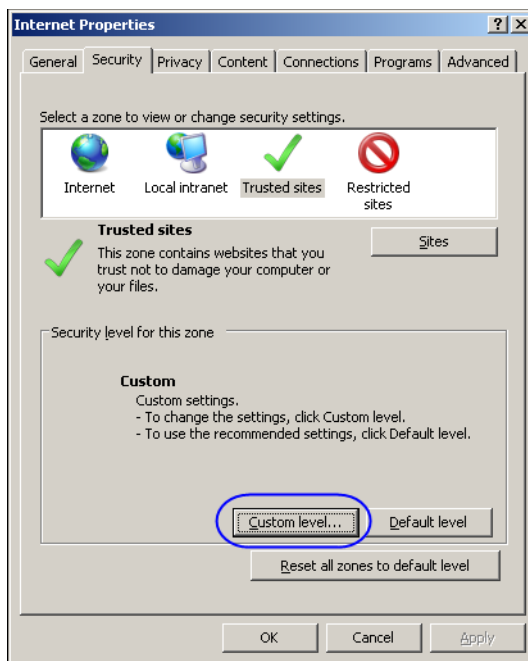 Internet Properties
General Security Privacy Content Connections Programs Advanced
Select a zone to view or change security settings.
Internet Local intranet Trusted sites Restricted
sites
Trusted sites
Sites
This zone contains websites that you
trust not to damage your computer or
your files.
Security level for this zone
Custom
Custom settings.
- To change the settings, click Custom level.
- To use the recommended settings, click Default level.
Custom level... Default level
Reset all zones to default level
OK Cancel Apply